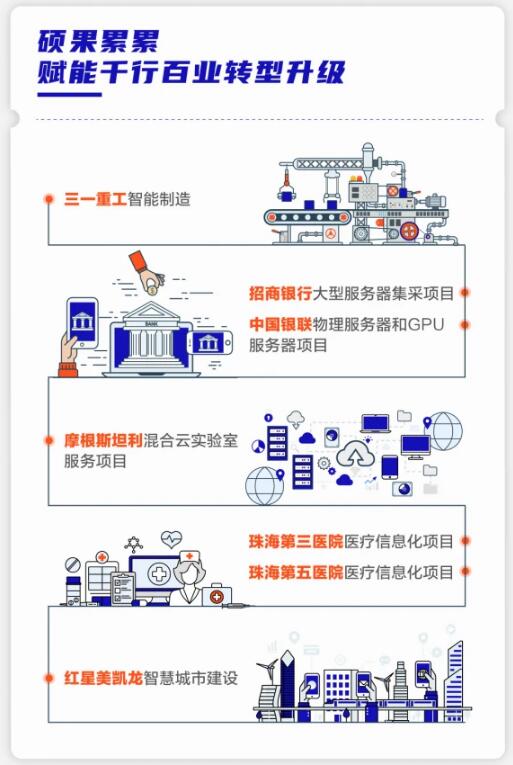 硕果累累
赋能千行百业转型升级
三一重工智能制造
招商银行大型服务器集采项目
中国银联物理服务器和GPU
服务器项目
BANK
摩根斯坦利混合云实验室
服务项目
珠海第三医院医疗信息化项目
珠海第五医院医疗信息化项目
红星美凯龙智慧城市建设